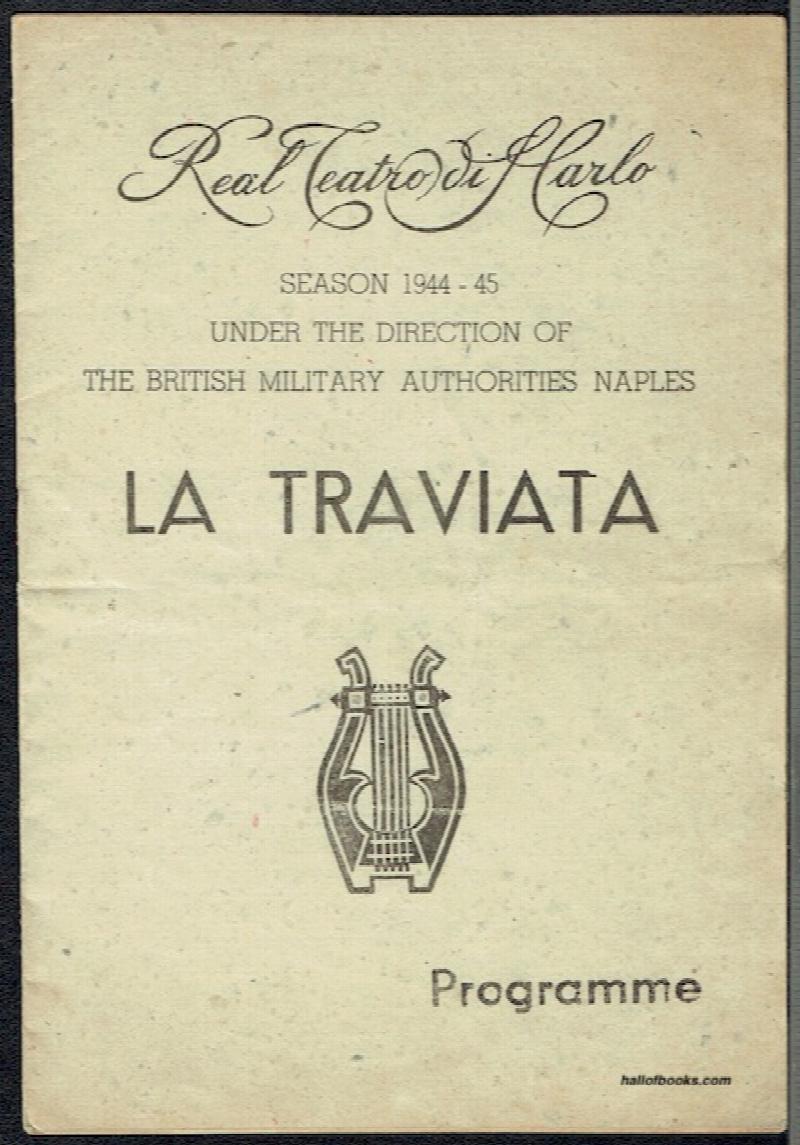 Real Teatro di S. Carlo
SEASON 1944 - 45
UNDER THE DIRECTION OF
THE BRITISH MILITARY AUTHORITIES NAPLES
LA TRAVIATA
Programme
hallofbooks.com